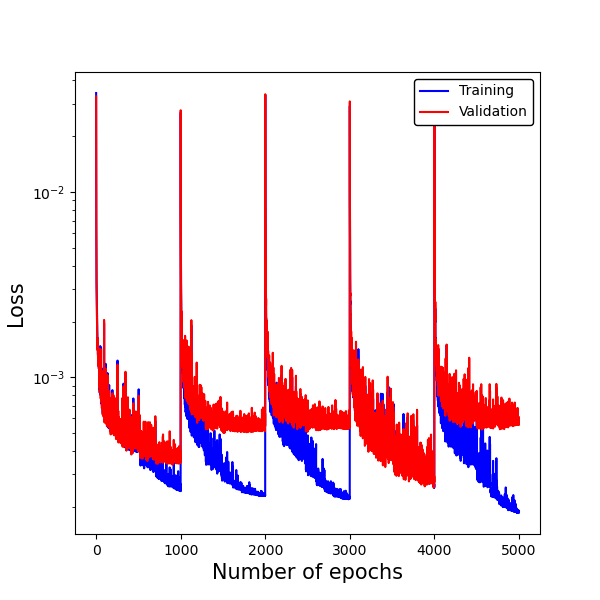 Training
Validation
Loss
10⁻²
10⁻³
0 1000 2000 3000 4000 5000
Number of epochs